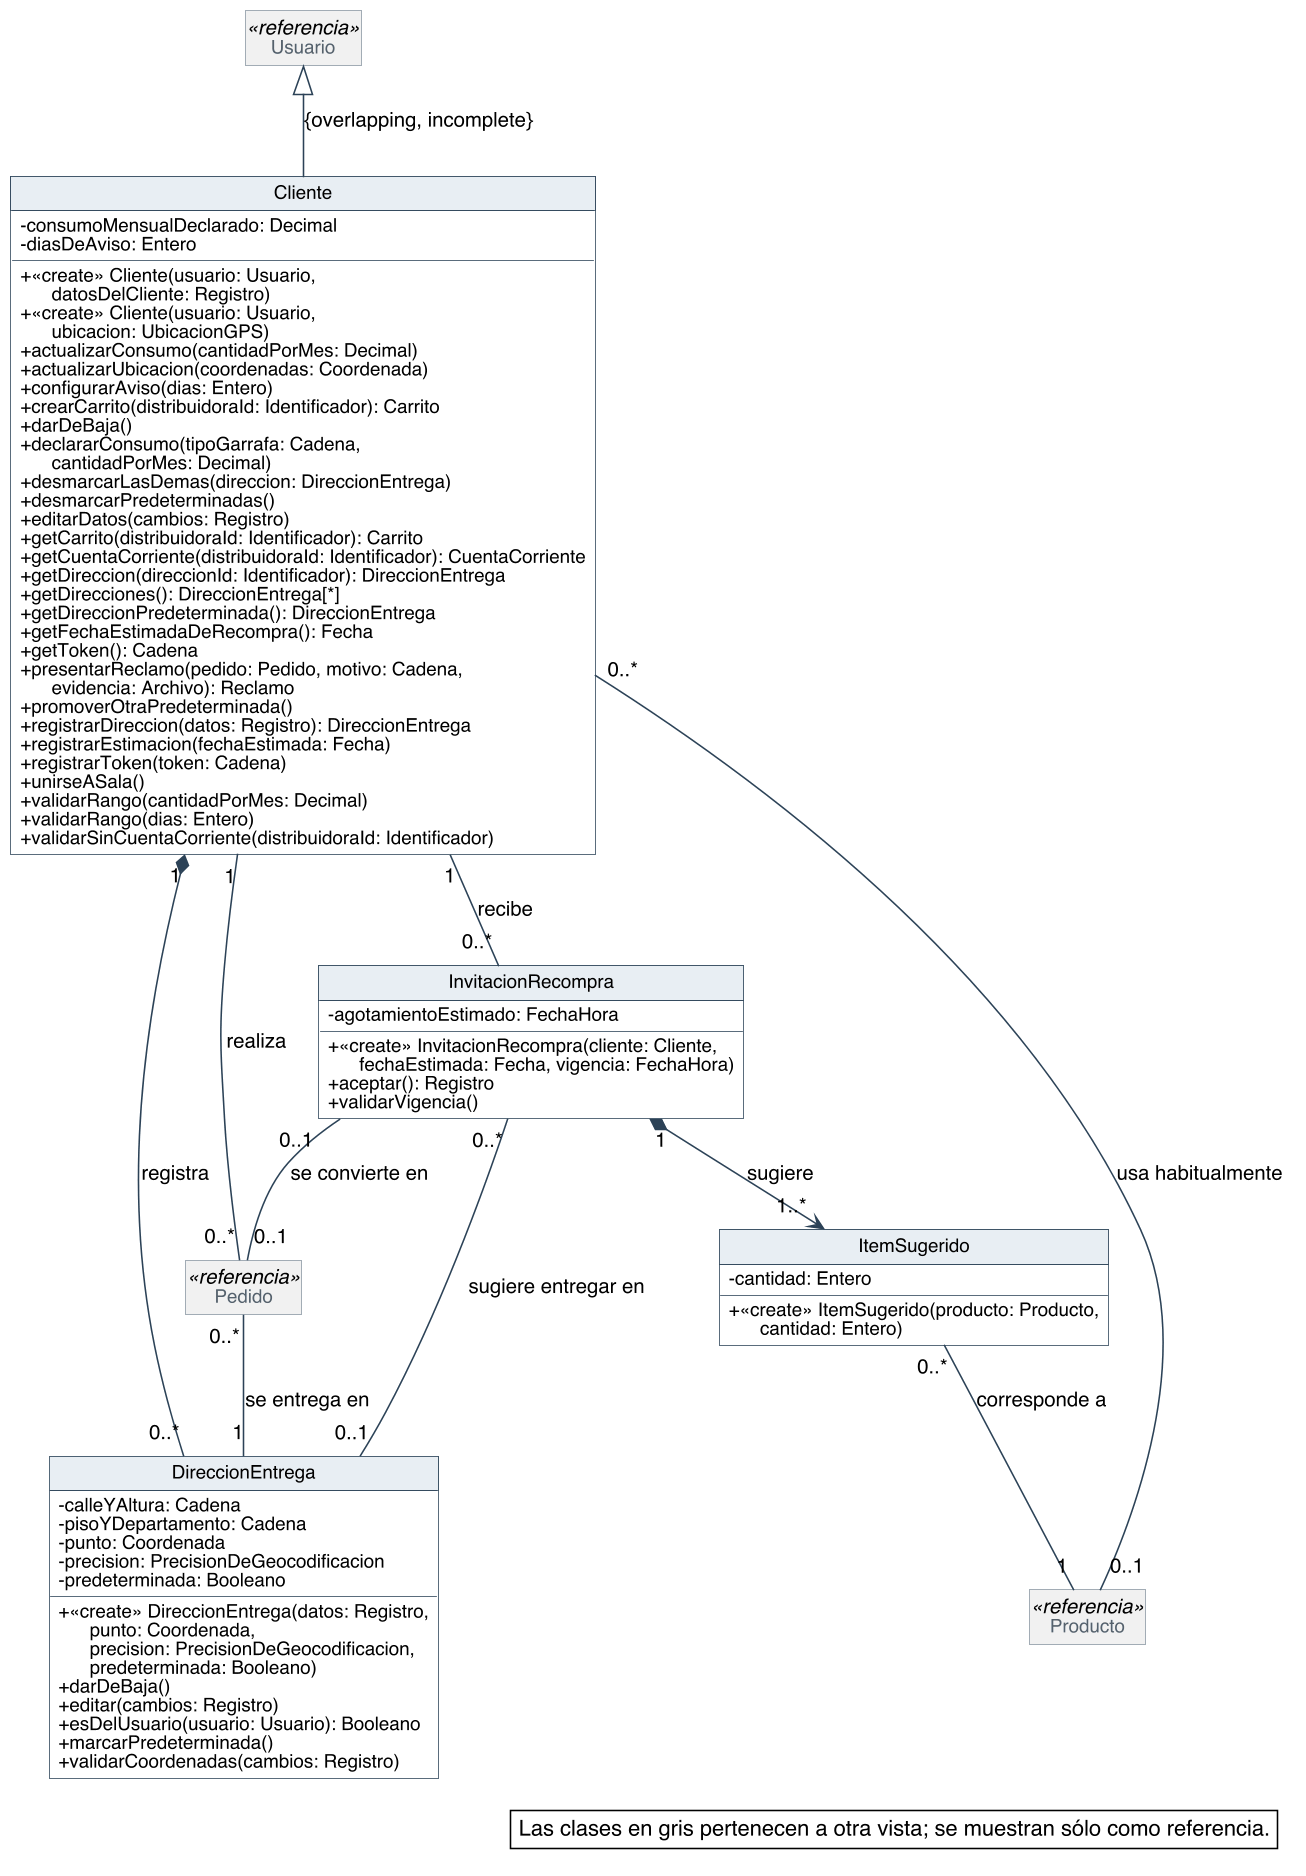 «referencia»
Usuario
{overlapping, incomplete}
Cliente
-consumoMensualDeclarado: Decimal
-diasDeAviso: Entero
+«create» Cliente(usuario: Usuario,
datosDelCliente: Registro)
+«create» Cliente(usuario: Usuario,
ubicacion: UbicacionGPS)
+actualizarConsumo(cantidadPorMes: Decimal)
+actualizarUbicacion(coordenadas: Coordenada)
+configurarAviso(dias: Entero)
+crearCarrito(distribuidoraId: Identificador): Carrito
+darDeBaja()
+declararConsumo(tipoGarrafa: Cadena,
cantidadPorMes: Decimal)
+desmarcarLasDemas(direccion: DireccionEntrega)
+desmarcarPredeterminadas()
+editarDatos(cambios: Registro)
+getCarrito(distribuidoraId: Identificador): Carrito
+getCuentaCorriente(distribuidoraId: Identificador): CuentaCorriente
+getDireccion(direccionId: Identificador): DireccionEntrega
+getDirecciones(): DireccionEntrega[*]
+getDireccionPredeterminada(): DireccionEntrega
+getFechaEstimadaDeRecompra(): Fecha
+getToken(): Cadena
+presentarReclamo(pedido: Pedido, motivo: Cadena,
evidencia: Archivo): Reclamo
+promoverOtraPredeterminada()
+registrarDireccion(datos: Registro): DireccionEntrega
+registrarEstimacion(fechaEstimada: Fecha)
+registrarToken(token: Cadena)
+unirseASala()
+validarRango(cantidadPorMes: Decimal)
+validarRango(dias: Entero)
+validarSinCuentaCorriente(distribuidoraId: Identificador)
0..*
1
1
1
recibe
0..*
InvitacionRecompra
-agotamientoEstimado: FechaHora
+«create» InvitacionRecompra(cliente: Cliente,
fechaEstimada: Fecha, vigencia: FechaHora)
+aceptar(): Registro
+validarVigencia()
realiza
0..1
0..*
1
registra
se convierte en
sugiere
usa habitualmente
1..*
0..*
0..1
ItemSugerido
-cantidad: Entero
+«create» ItemSugerido(producto: Producto,
cantidad: Entero)
«referencia»
Pedido
sugiere entregar en
0..*
0..*
se entrega en
corresponde a
0..*
1
0..1
DireccionEntrega
-calleYAltura: Cadena
-pisoYDepartamento: Cadena
-punto: Coordenada
-precision: PrecisionDeGeocodificacion
-predeterminada: Booleano
+«create» DireccionEntrega(datos: Registro,
punto: Coordenada,
precision: PrecisionDeGeocodificacion,
predeterminada: Booleano)
+darDeBaja()
+editar(cambios: Registro)
+esDelUsuario(usuario: Usuario): Booleano
+marcarPredeterminada()
+validarCoordenadas(cambios: Registro)
1
0..1
«referencia»
Producto
Las clases en gris pertenecen a otra vista; se muestran sólo como referencia.